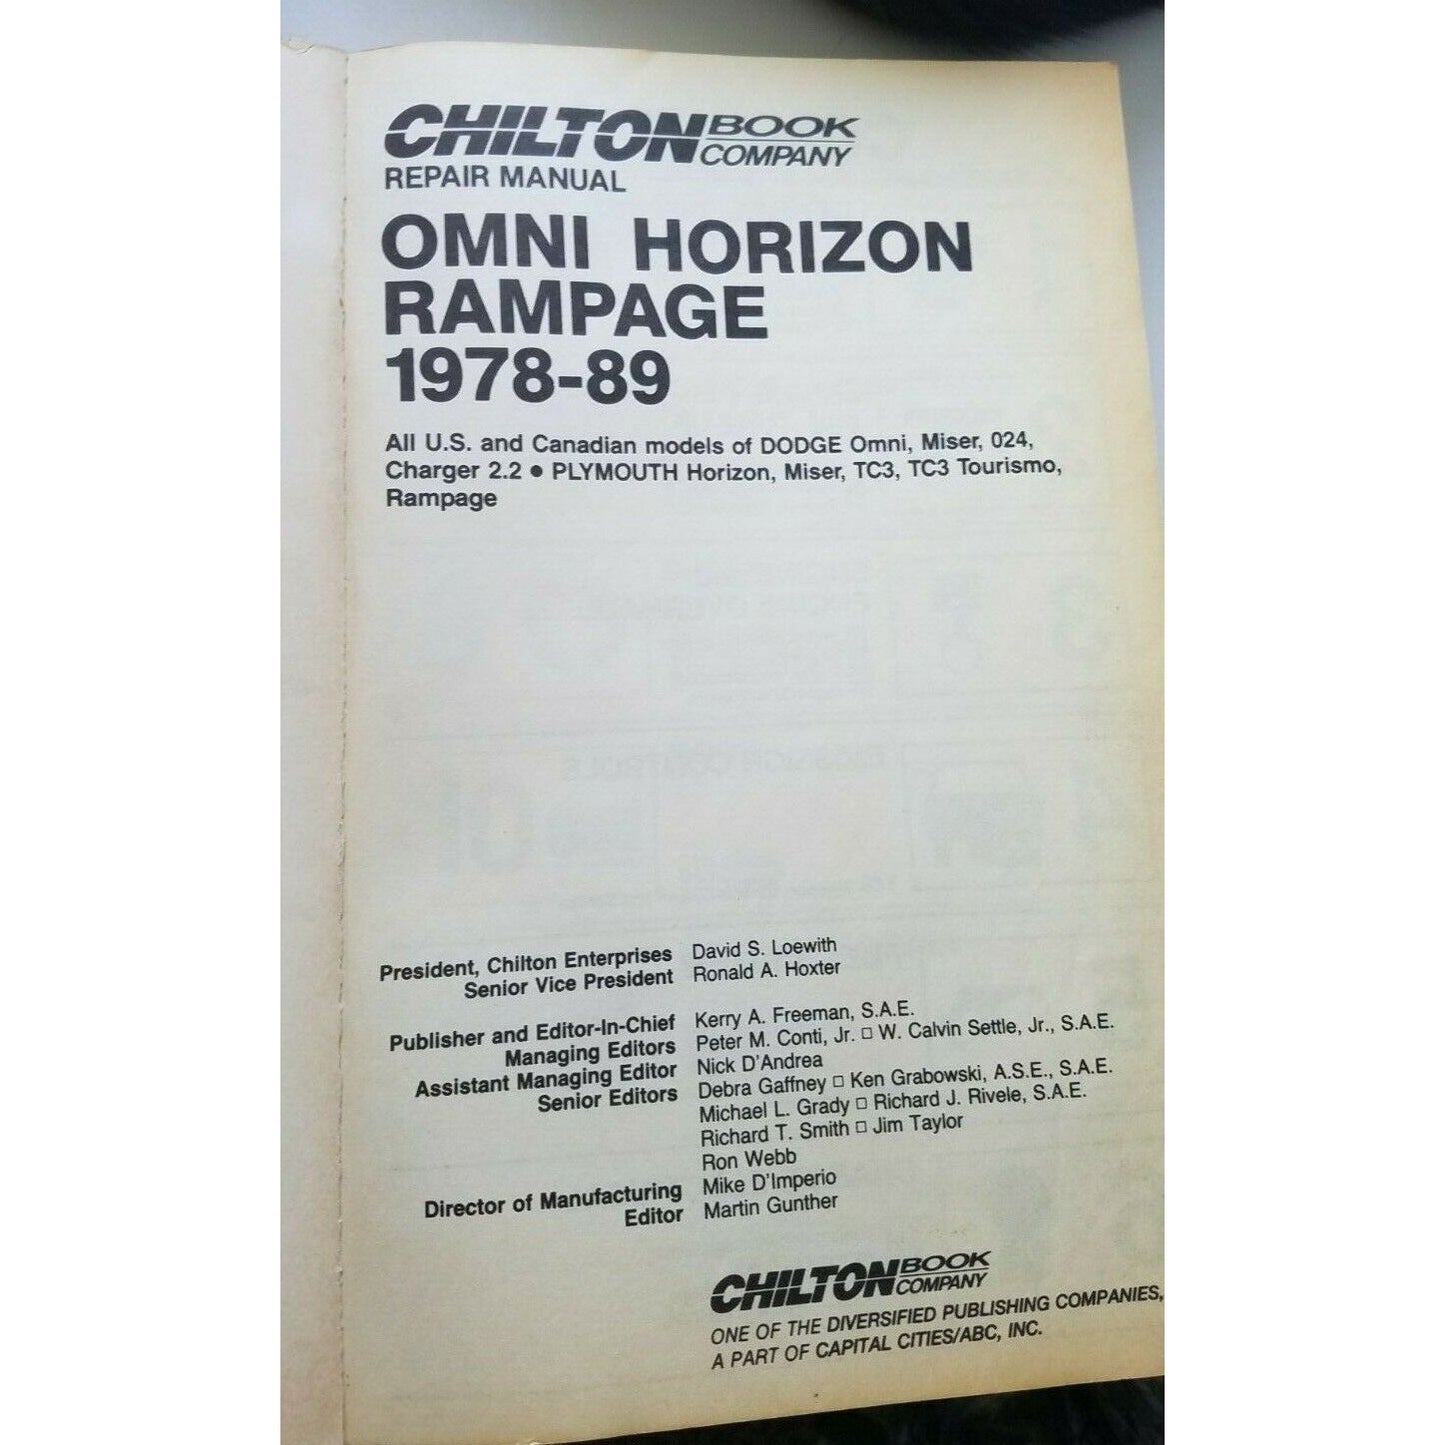 CHILTON BOOK COMPANY
REPAIR MANUAL
OMNI HORIZON
RAMPAGE
1978-89
All U.S. and Canadian models of DODGE Omni, Miser, 024,
Charger 2.2 ● PLYMOUTH Horizon, Miser, TC3, TC3 Tourismo,
Rampage
President, Chilton Enterprises David S. Loewith
Senior Vice President Ronald A. Hoxter
Publisher and Editor-In-Chief Kerry A. Freeman, S.A.E.
Managing Editors Peter M. Conti, Jr. □ W. Calvin Settle, Jr., S.A.E.
Assistant Managing Editor Nick D'Andrea
Senior Editors Debra Gaffney □ Ken Grabowski, A.S.E., S.A.E.
Michael L. Grady □ Richard J. Rivele, S.A.E.
Richard T. Smith □ Jim Taylor
Ron Webb
Director of Manufacturing Mike D'Imperio
Editor Martin Gunther
CHILTON BOOK COMPANY
ONE OF THE DIVERSIFIED PUBLISHING COMPANIES,
A PART OF CAPITAL CITIES/ABC, INC.